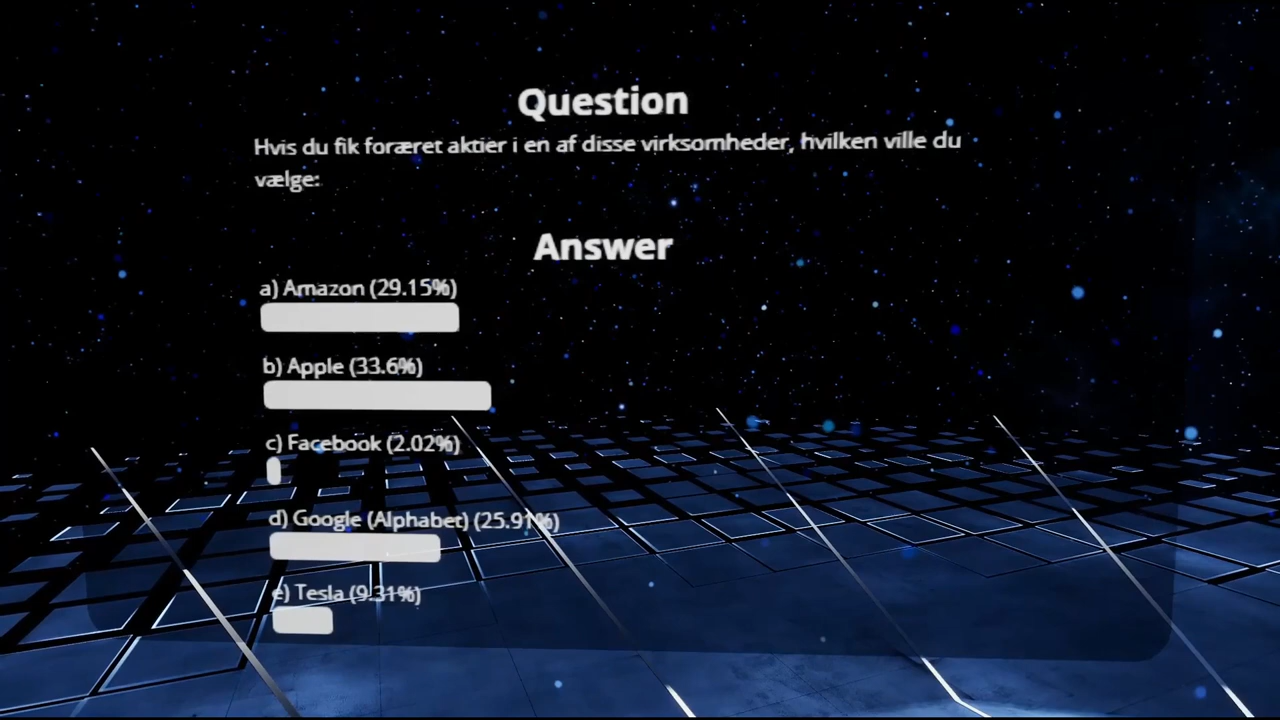 Question
Hvis du fik foræret aktier i en af disse virksomheder, hvilken ville du
vælge:
Answer
a) Amazon (29.15%)
b) Apple (33.6%)
c) Facebook (2.02%)
d) Google (Alphabet) (25.91%)
e) Tesla (9.31%)